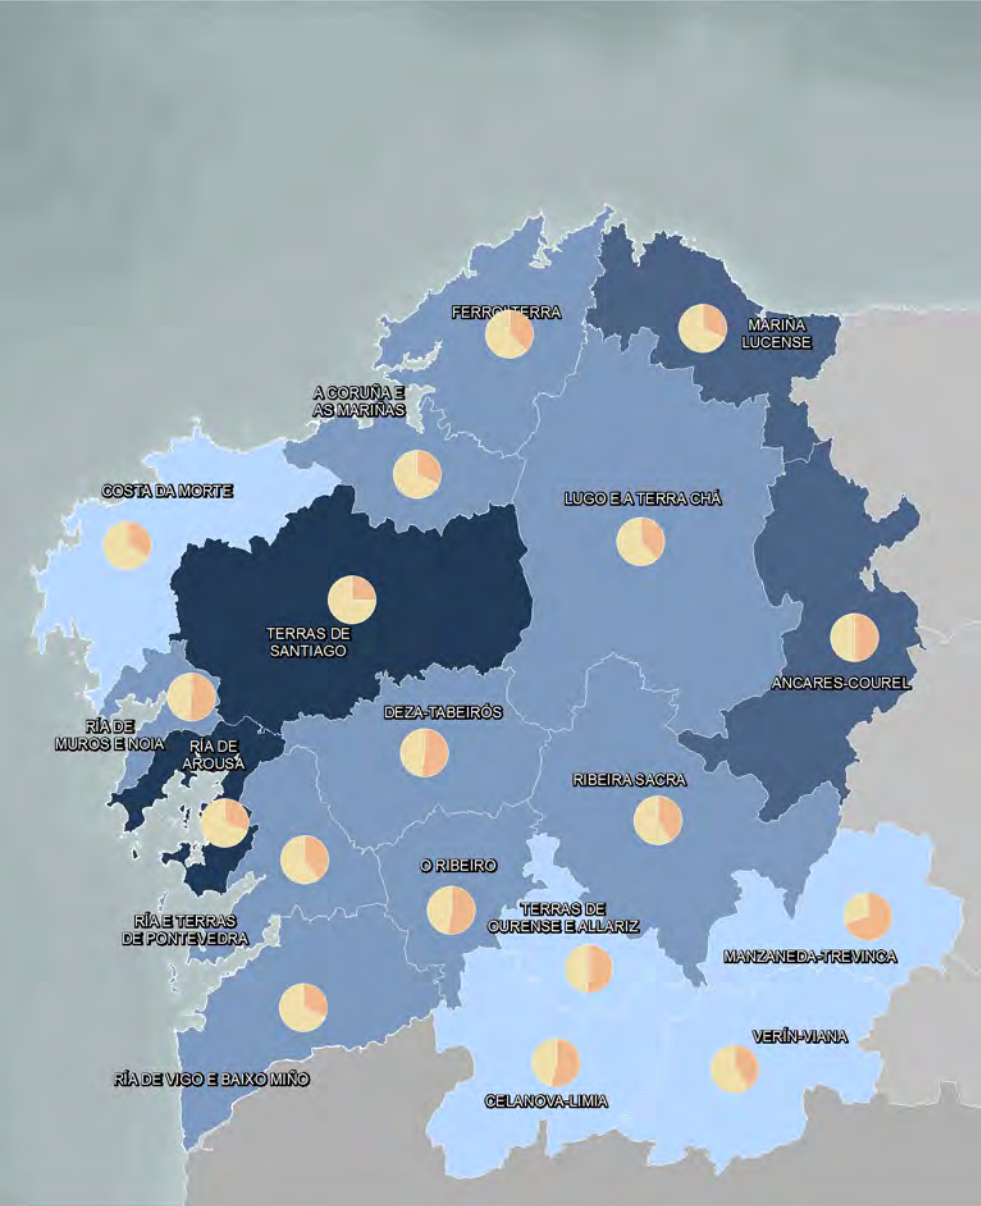 FERROLTERRA
MARIÑA
LUCENSE
A CORUÑA E
AS MARIÑAS
COSTA DA MORTE
LUGO E A TERRA CHÁ
TERRAS DE
SANTIAGO
ANCARES-COUREL
DEZA-TABEIRÓS
RÍA DE
MUROS E NOIA
RÍA DE
AROUSA
RIBEIRA SACRA
O RIBEIRO
TERRAS DE
OURENSE E ALLARIZ
RÍA E TERRAS
DE PONTEVEDRA
MANZANEDA-TREVINCA
VERÍN-VIANA
RÍA DE VIGO E BAIXO MIÑO
CELANOVA-LIMIA